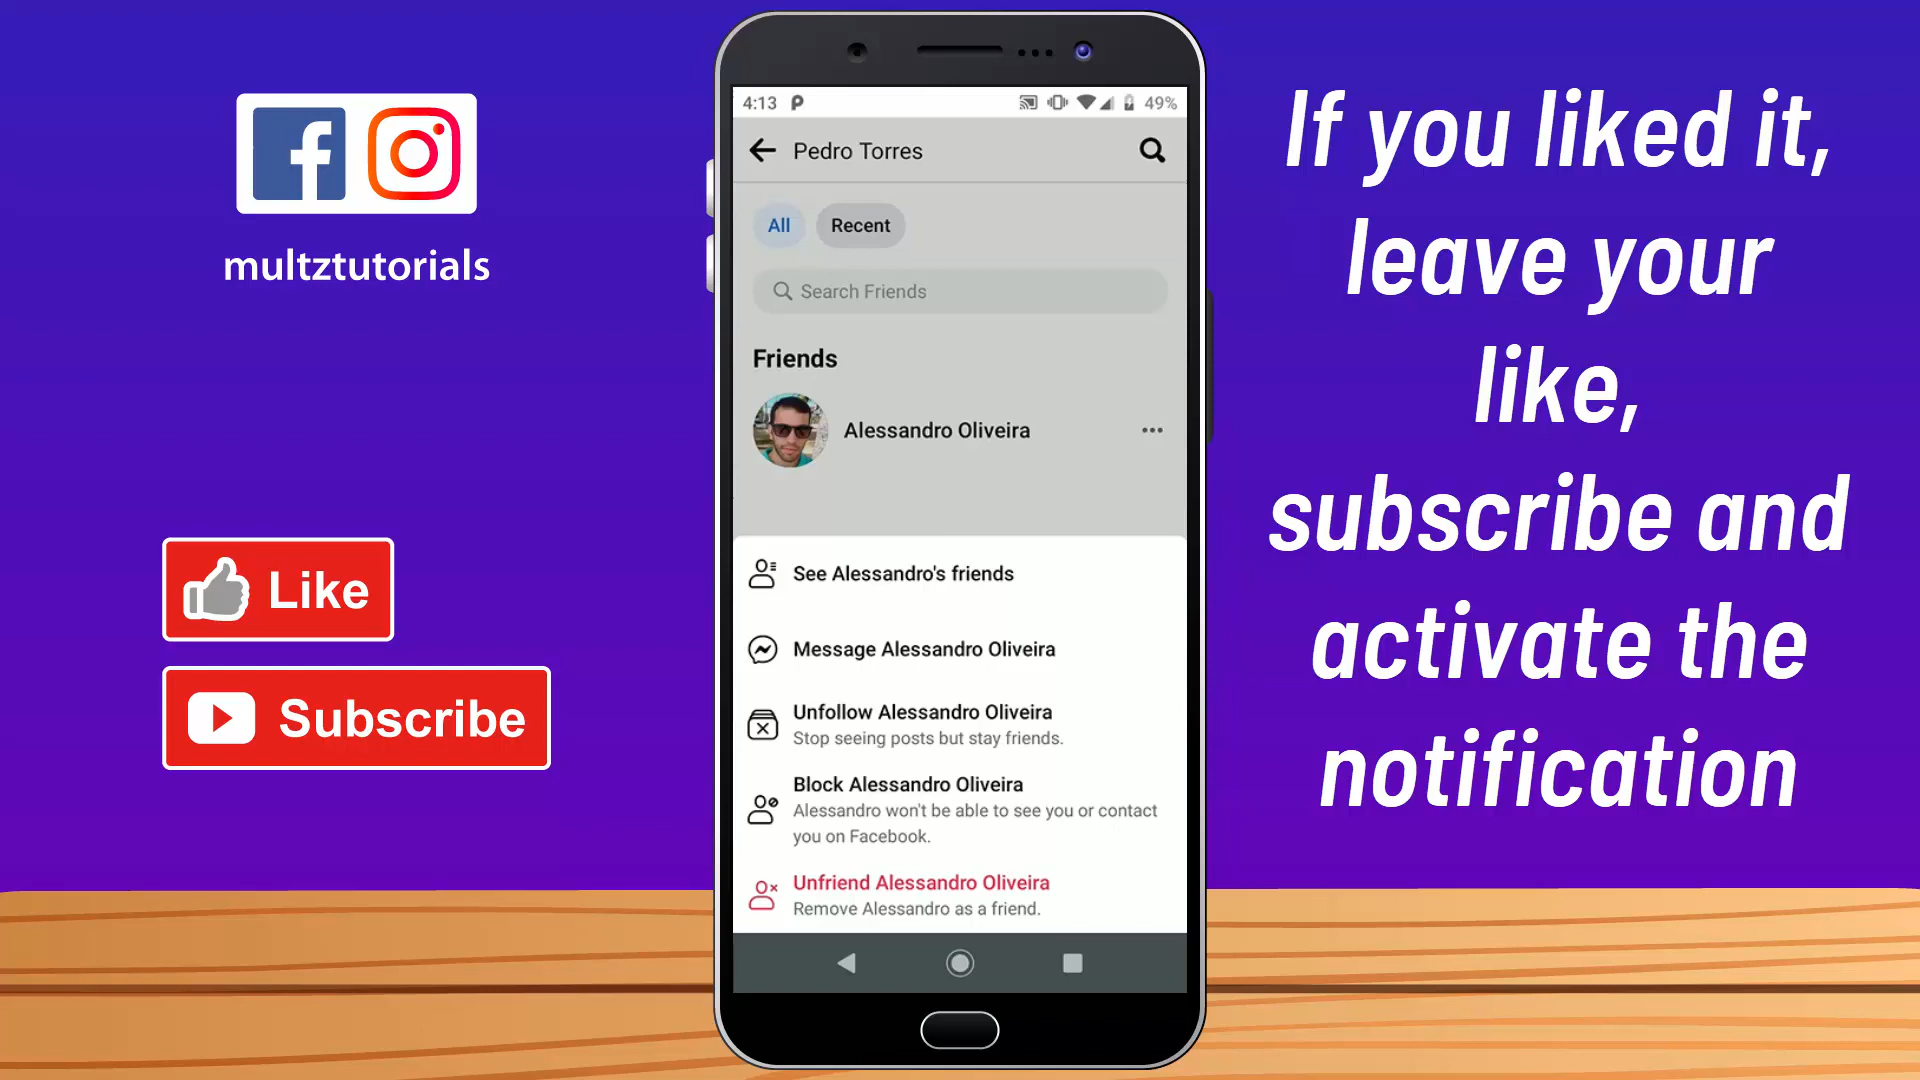 multztutorials
Like
Subscribe
4:13
49%
Pedro Torres
All
Recent
Search Friends
Friends
Alessandro Oliveira
See Alessandro's friends
Message Alessandro Oliveira
Unfollow Alessandro Oliveira
Stop seeing posts but stay friends.
Block Alessandro Oliveira
Alessandro won't be able to see you or contact
you on Facebook.
Unfriend Alessandro Oliveira
Remove Alessandro as a friend.
If you liked it,
leave your
like,
subscribe and
activate the
notification